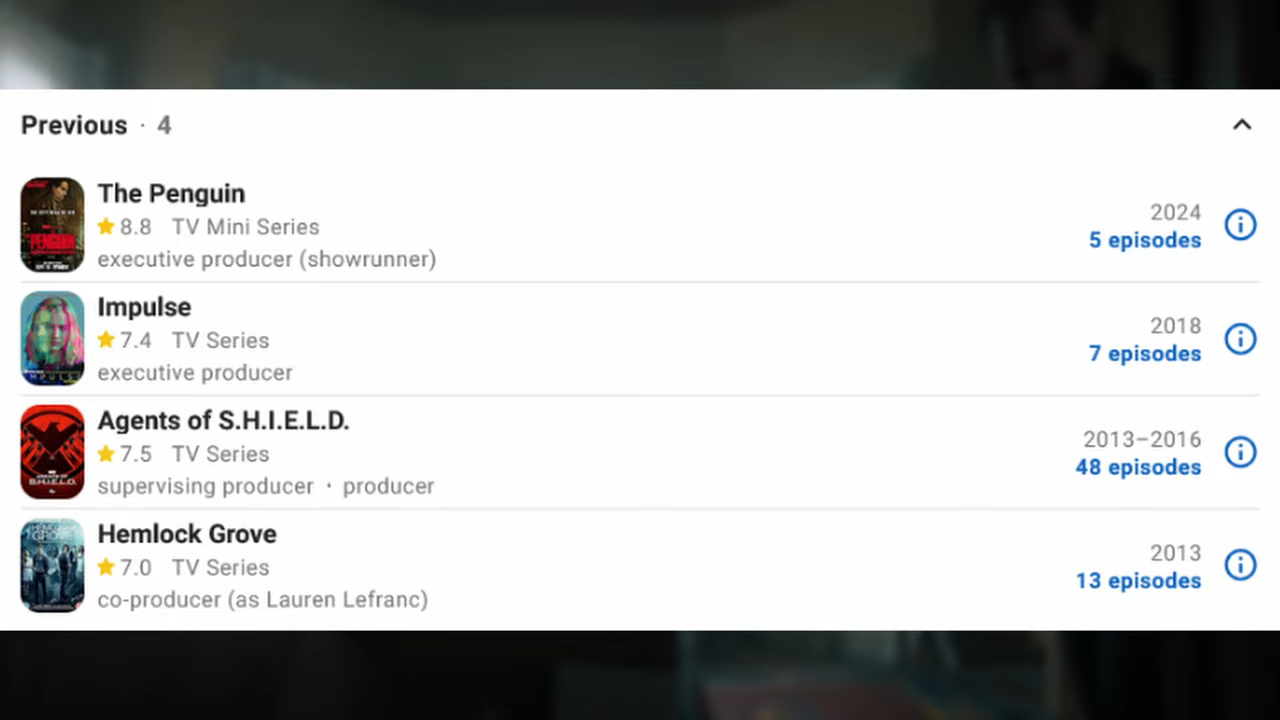 Previous · 4
The Penguin
8.8 TV Mini Series
executive producer (showrunner)
2024
5 episodes
Impulse
7.4 TV Series
executive producer
2018
7 episodes
Agents of S.H.I.E.L.D.
7.5 TV Series
supervising producer · producer
2013–2016
48 episodes
Hemlock Grove
7.0 TV Series
co-producer (as Lauren Lefranc)
2013
13 episodes